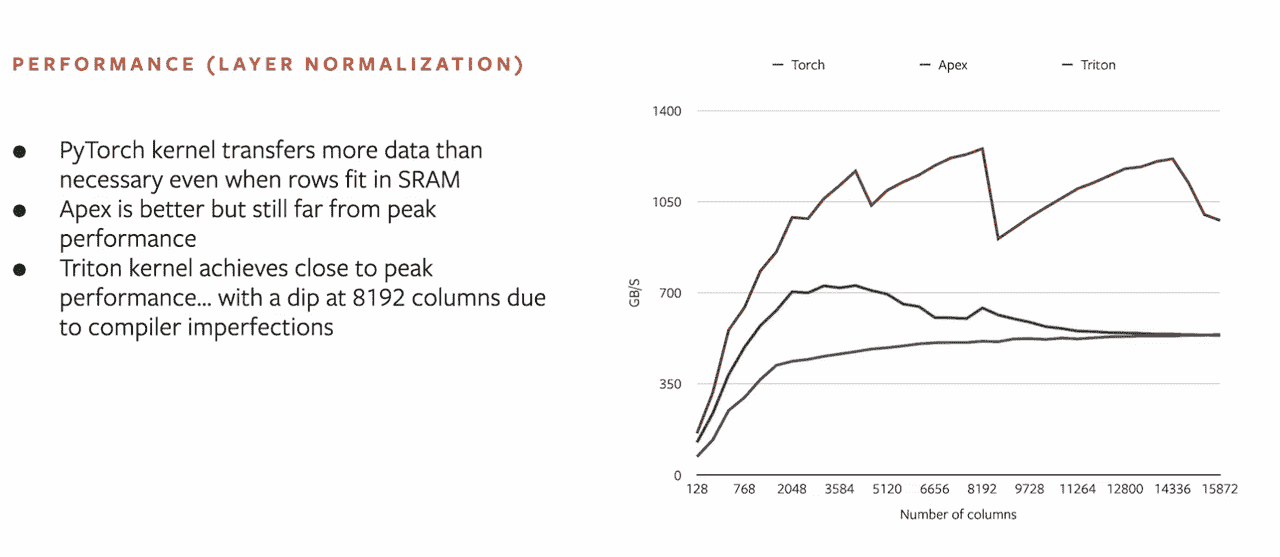 PERFORMANCE (LAYER NORMALIZATION)
● PyTorch kernel transfers more data than
necessary even when rows fit in SRAM
● Apex is better but still far from peak
performance
● Triton kernel achieves close to peak
performance... with a dip at 8192 columns due
to compiler imperfections
Torch Apex Triton
1400
1050
700
350
0
GB/S
128 768 2048 3584 5120 6656 8192 9728 11264 12800 14336 15872
Number of columns